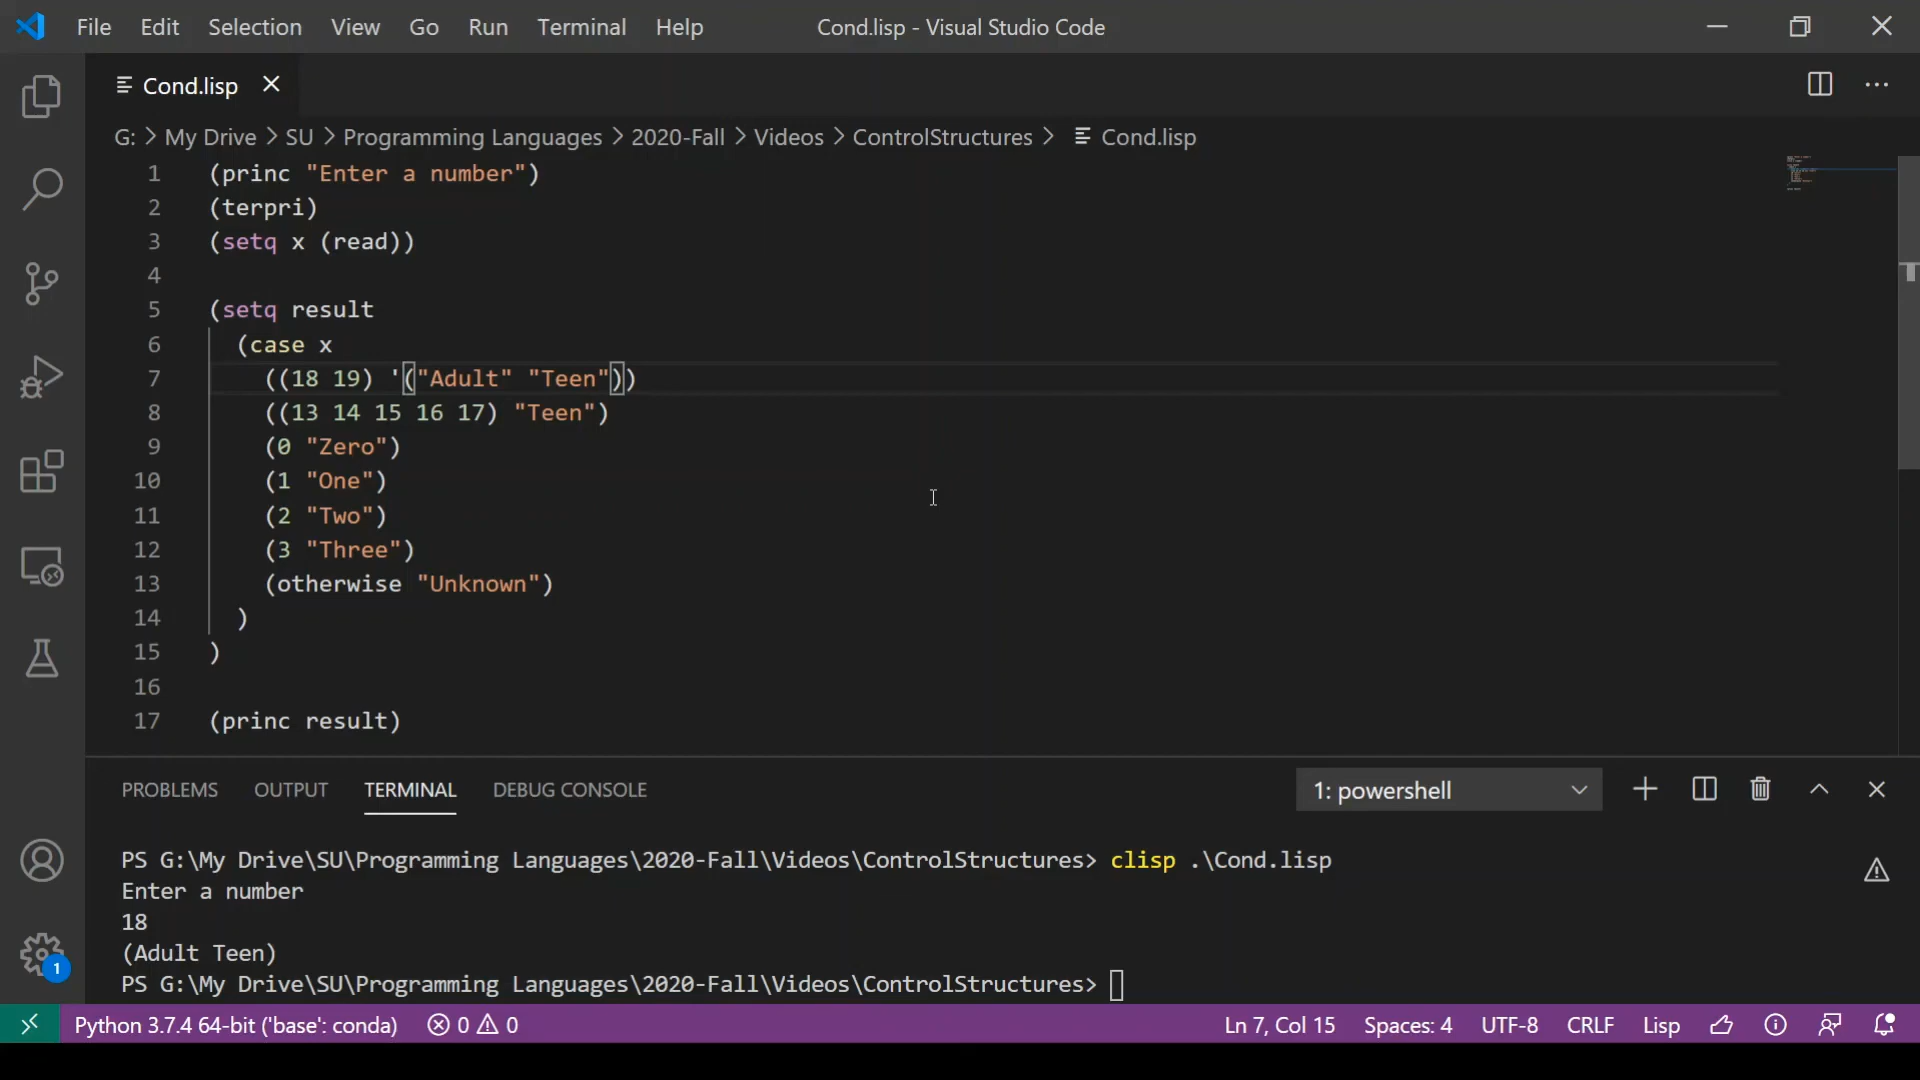 File Edit Selection View Go Run Terminal Help Cond.lisp - Visual Studio Code
Cond.lisp
G: > My Drive > SU > Programming Languages > 2020-Fall > Videos > ControlStructures > Cond.lisp
1 (princ "Enter a number")
2 (terpri)
3 (setq x (read))
4
5 (setq result
6 (case x
7 ((18 19) '("Adult" "Teen"))
8 ((13 14 15 16 17) "Teen")
9 (0 "Zero")
10 (1 "One")
11 (2 "Two")
12 (3 "Three")
13 (otherwise "Unknown")
14 )
15 )
16
17 (princ result)
PROBLEMS OUTPUT TERMINAL DEBUG CONSOLE 1: powershell
PS G:\My Drive\SU\Programming Languages\2020-Fall\Videos\ControlStructures> clisp .\Cond.lisp
Enter a number
18
(Adult Teen)
PS G:\My Drive\SU\Programming Languages\2020-Fall\Videos\ControlStructures>
1
Python 3.7.4 64-bit ('base': conda) 0 0 Ln 7, Col 15 Spaces: 4 UTF-8 CRLF Lisp